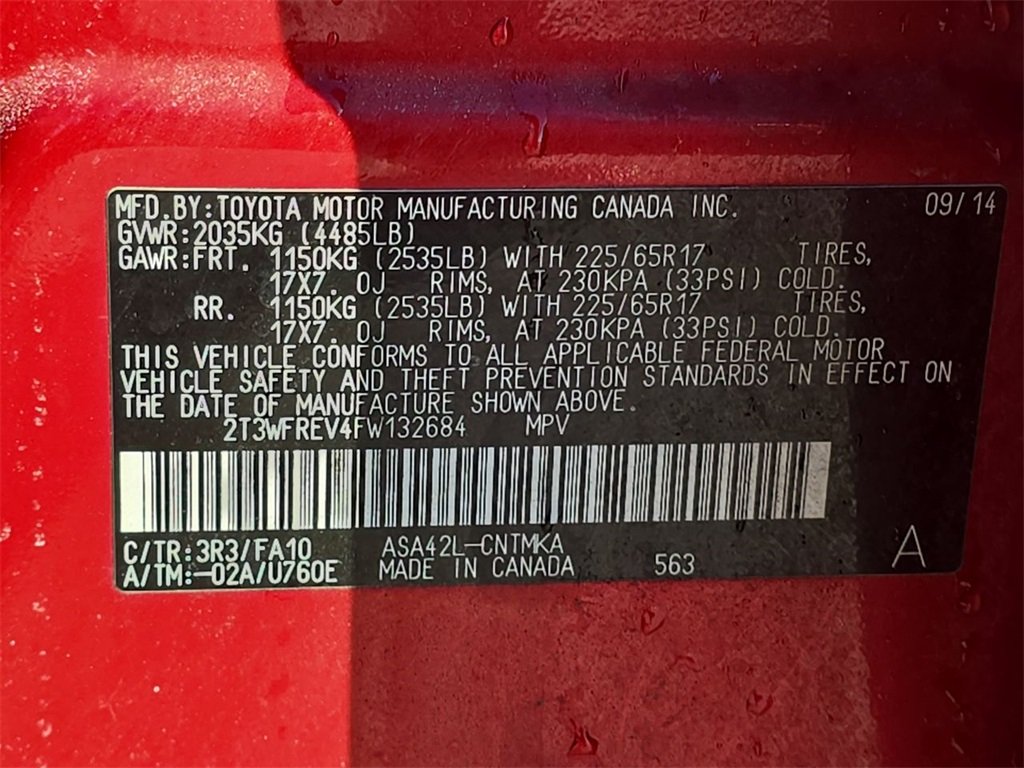 MFD.BY:TOYOTA MOTOR MANUFACTURING CANADA INC. 09/14
GVWR:2035KG (4485LB)
GAWR:FRT. 1150KG (2535LB) WITH 225/65R17 TIRES,
17X7.0J RIMS, AT 230KPA (33PSI) COLD.
RR. 1150KG (2535LB) WITH 225/65R17 TIRES,
17X7.0J RIMS, AT 230KPA (33PSI) COLD.
THIS VEHICLE CONFORMS TO ALL APPLICABLE FEDERAL MOTOR
VEHICLE SAFETY AND THEFT PREVENTION STANDARDS IN EFFECT ON
THE DATE OF MANUFACTURE SHOWN ABOVE.
2T3WFREV4FW132684 MPV
C/TR:3R3/FA10 ASA42L-CNTMKA A
A/TM:-02A/U760E MADE IN CANADA 563